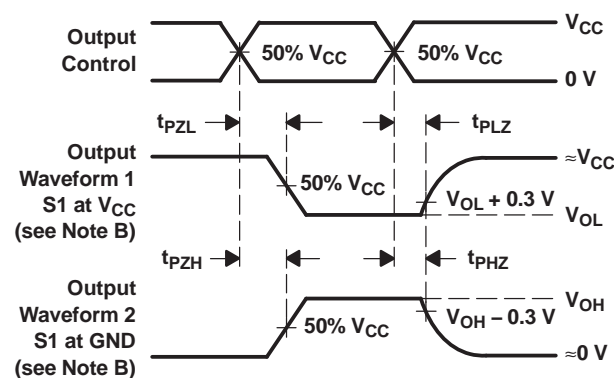 Output
Control
50% VCC
50% VCC
VCC
0 V
tPZL
tPLZ
Output
Waveform 1
S1 at VCC
(see Note B)
50% VCC
≈VCC
VOL + 0.3 V
VOL
tPZH
tPHZ
Output
Waveform 2
S1 at GND
(see Note B)
50% VCC
VOH
VOH – 0.3 V
≈0 V